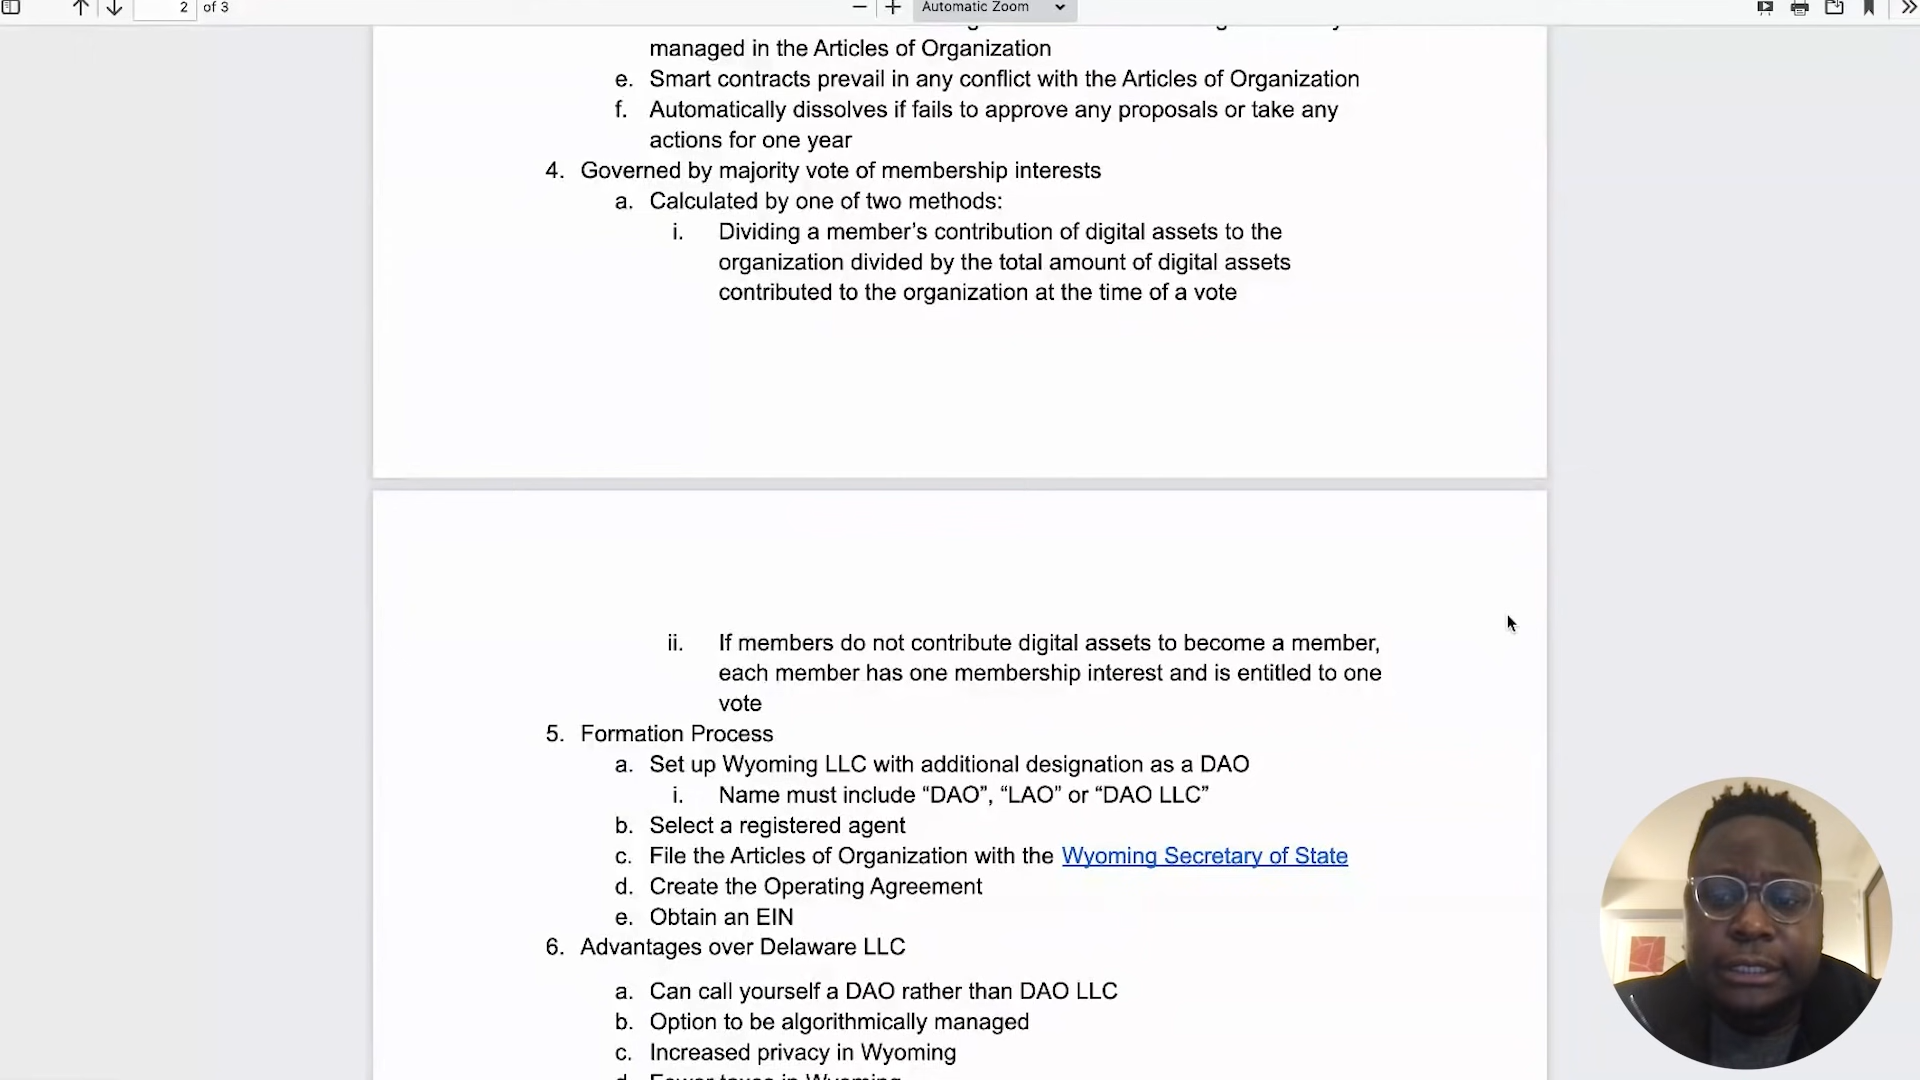 2 of 3
Automatic Zoom
managed in the Articles of Organization
e. Smart contracts prevail in any conflict with the Articles of Organization
f. Automatically dissolves if fails to approve any proposals or take any
actions for one year
4. Governed by majority vote of membership interests
a. Calculated by one of two methods:
i. Dividing a member’s contribution of digital assets to the
organization divided by the total amount of digital assets
contributed to the organization at the time of a vote
ii. If members do not contribute digital assets to become a member,
each member has one membership interest and is entitled to one
vote
5. Formation Process
a. Set up Wyoming LLC with additional designation as a DAO
i. Name must include “DAO”, “LAO” or “DAO LLC”
b. Select a registered agent
c. File the Articles of Organization with the Wyoming Secretary of State
d. Create the Operating Agreement
e. Obtain an EIN
6. Advantages over Delaware LLC
a. Can call yourself a DAO rather than DAO LLC
b. Option to be algorithmically managed
c. Increased privacy in Wyoming
d. Fewer taxes in Wyoming